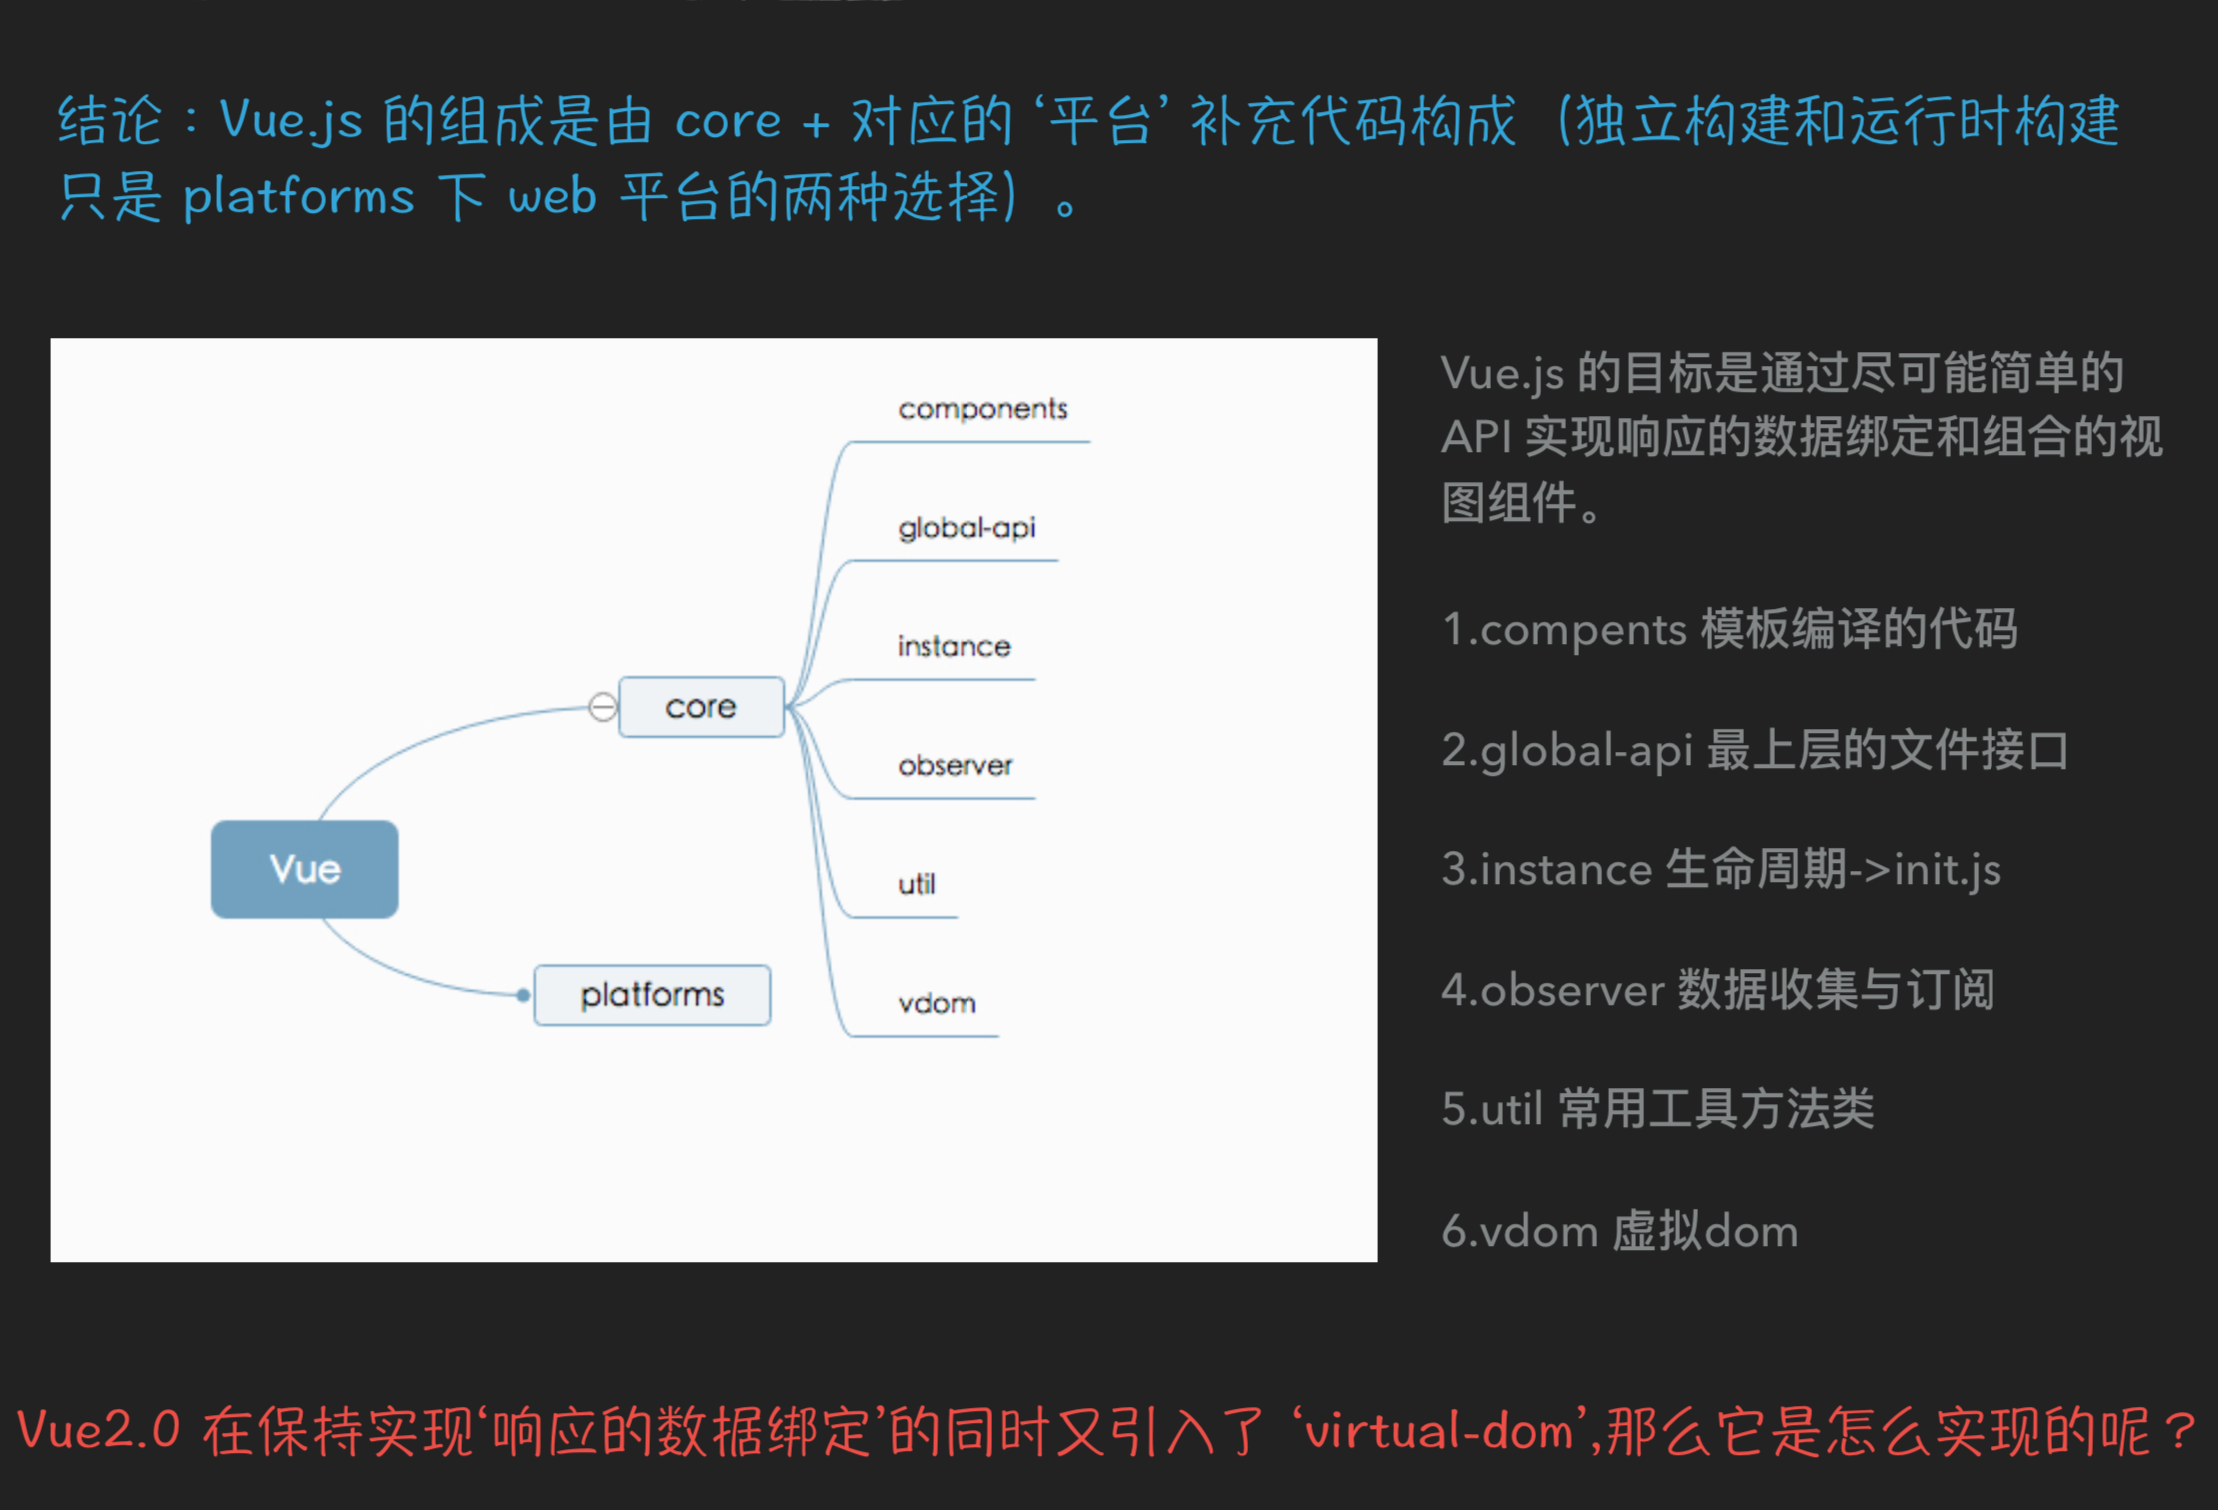 结论：Vue.js 的组成是由 core + 对应的 ‘平台’ 补充代码构成（独立构建和运行时构建
只是 platforms 下 web 平台的两种选择）。
components
global-api
instance
core
observer
Vue
util
platforms
vdom
Vue.js 的目标是通过尽可能简单的
API 实现响应的数据绑定和组合的视
图组件。
1.compents 模板编译的代码
2.global-api 最上层的文件接口
3.instance 生命周期->init.js
4.observer 数据收集与订阅
5.util 常用工具方法类
6.vdom 虚拟dom
Vue2.0 在保持实现‘响应的数据绑定’的同时又引入了 ‘virtual-dom’,那么它是怎么实现的呢？